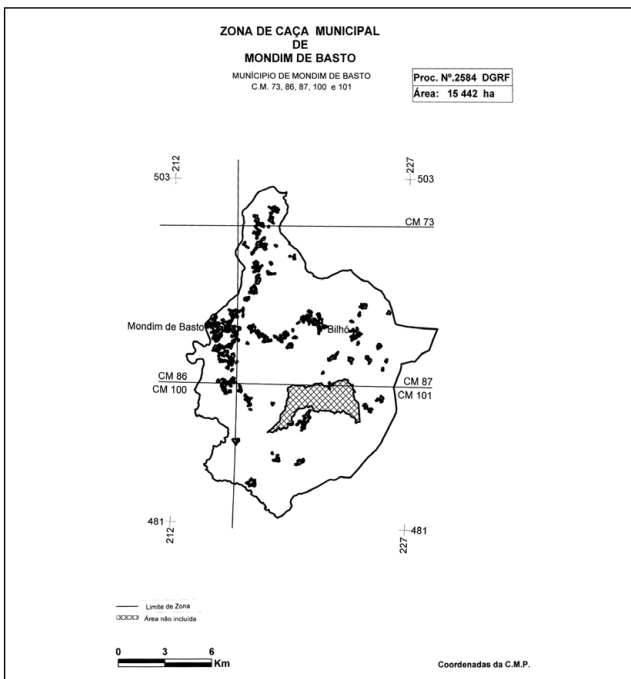 ZONA DE CAÇA MUNICIPAL
DE
MONDIM DE BASTO
MUNÍCIPIO DE MONDIM DE BASTO
C.M. 73, 86, 87, 100 e 101
Proc. Nº.2584 DGRF
Área: 15 442 ha
212
227
503
503
CM 73
Mondim de Basto
Bilhó
CM 86
CM 87
CM 100
CM 101
481
481
212
227
Limite de Zona
Área não incluida
0 3 6
Km
Coordenadas da C.M.P.